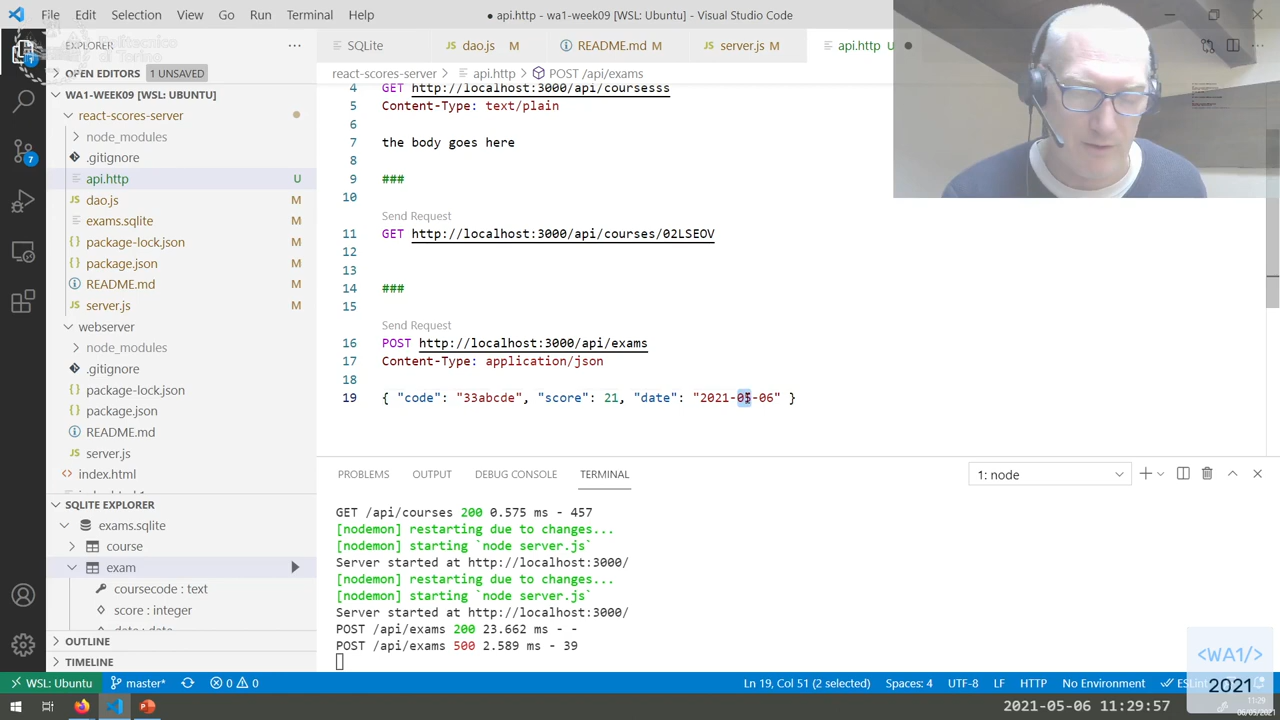 File Edit Selection View Go Run Terminal Help
● api.http - wa1-week09 [WSL: Ubuntu] - Visual Studio Code
EXPLORER
Politecnico
di Torino
SQLite
dao.js M
README.md M
server.js M
api.http U
OPEN EDITORS 1 UNSAVED
react-scores-server > api.http > POST /api/exams
WA1-WEEK09 [WSL: UBUNTU]
react-scores-server
node_modules
.gitignore
api.http U
dao.js M
exams.sqlite M
package-lock.json M
package.json M
README.md M
server.js M
webserver
node_modules
.gitignore
package-lock.json
package.json
README.md
server.js
index.html
SQLITE EXPLORER
exams.sqlite
course
exam
coursecode : text
score : integer
OUTLINE
TIMELINE
4 GET http://localhost:3000/api/coursesss
5 Content-Type: text/plain
6
7 the body goes here
8
9 ###
10
Send Request
11 GET http://localhost:3000/api/courses/02LSEOV
12
13
14 ###
15
Send Request
16 POST http://localhost:3000/api/exams
17 Content-Type: application/json
18
19 { "code": "33abcde", "score": 21, "date": "2021-05-06" }
PROBLEMS OUTPUT DEBUG CONSOLE TERMINAL
1: node
GET /api/courses 200 0.575 ms - 457
[nodemon] restarting due to changes...
[nodemon] starting `node server.js`
Server started at http://localhost:3000/
[nodemon] restarting due to changes...
[nodemon] starting `node server.js`
Server started at http://localhost:3000/
POST /api/exams 200 23.662 ms - -
POST /api/exams 500 2.589 ms - 39
<WA1/>
2021
WSL: Ubuntu master* 0 0 Ln 19, Col 51 (2 selected) Spaces: 4 UTF-8 LF HTTP No Environment ESLint
2021-05-06 11:29:57
11:29
06/05/2021